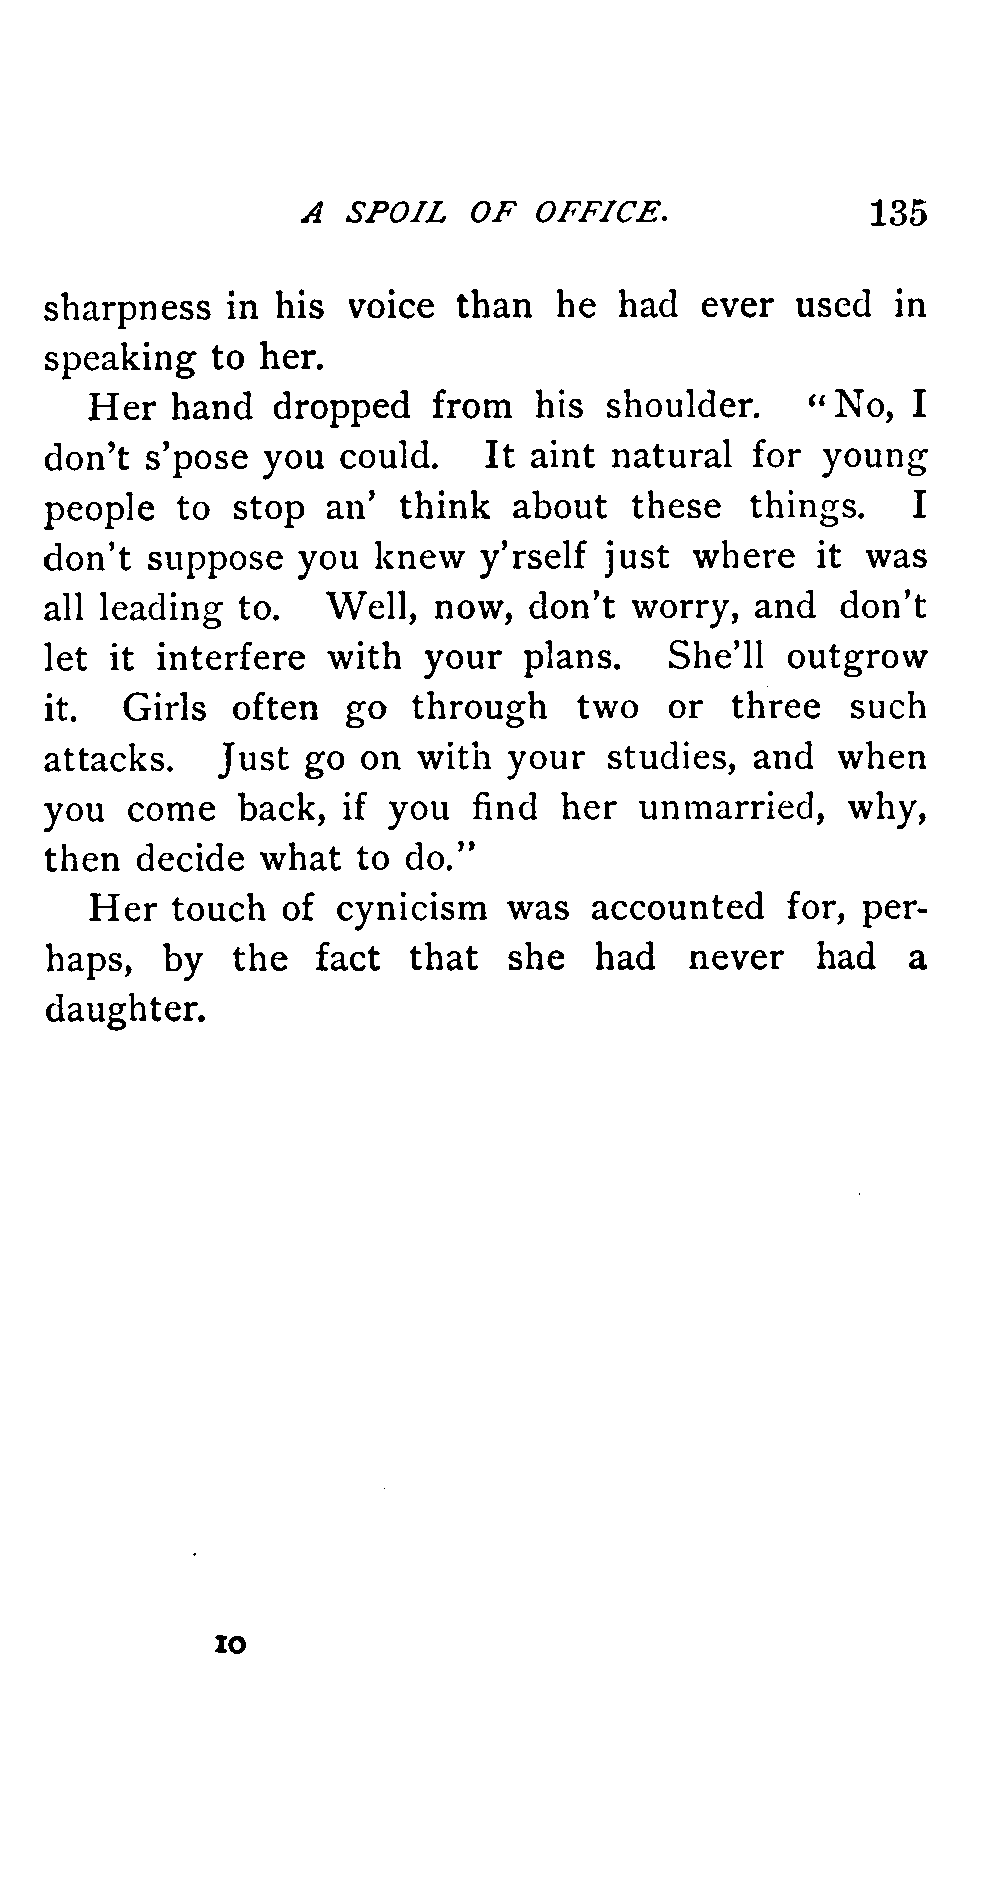 A SPOIL OF OFFICE. 135
sharpness in his voice than he had ever used in
speaking to her.
Her hand dropped from his shoulder. “No, I
don't s'pose you could. It aint natural for young
people to stop an' think about these things. I
don't suppose you knew y'rself just where it was
all leading to. Well, now, don't worry, and don't
let it interfere with your plans. She'll outgrow
it. Girls often go through two or three such
attacks. Just go on with your studies, and when
you come back, if you find her unmarried, why,
then decide what to do.”
Her touch of cynicism was accounted for, per-
haps, by the fact that she had never had a
daughter.
10